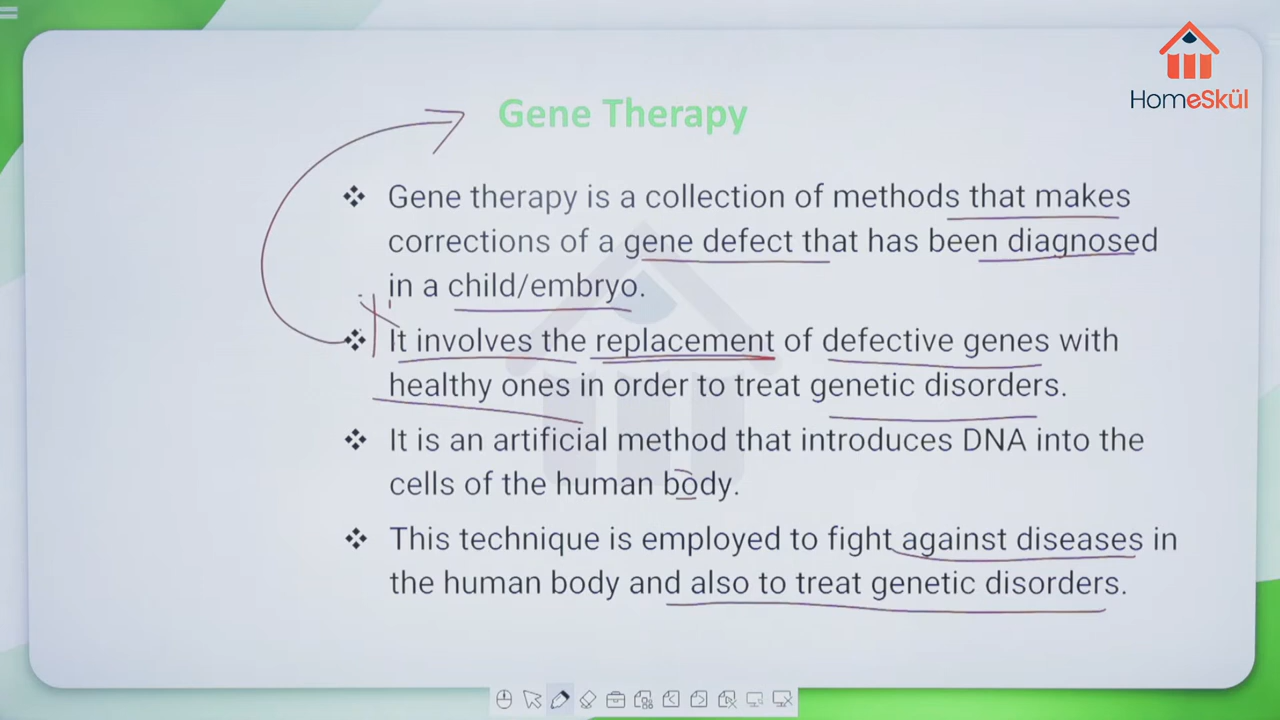 HomeSkül
Gene Therapy
Gene therapy is a collection of methods that makes
corrections of a gene defect that has been diagnosed
in a child/embryo.
It involves the replacement of defective genes with
healthy ones in order to treat genetic disorders.
It is an artificial method that introduces DNA into the
cells of the human body.
This technique is employed to fight against diseases in
the human body and also to treat genetic disorders.